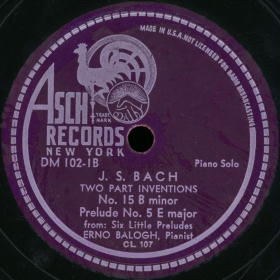 MADE IN U.S.A. NOT LICENSED FOR RADIO BROADCASTING
ASCH
TRADE MARK
RECORDS
NEW YORK
DM 102-1B
Piano Solo
J. S. BACH
TWO PART INVENTIONS
No. 15 B minor
Prelude No. 5 E major
from: Six Little Preludes
ERNO BALOGH, Pianist
CL 107